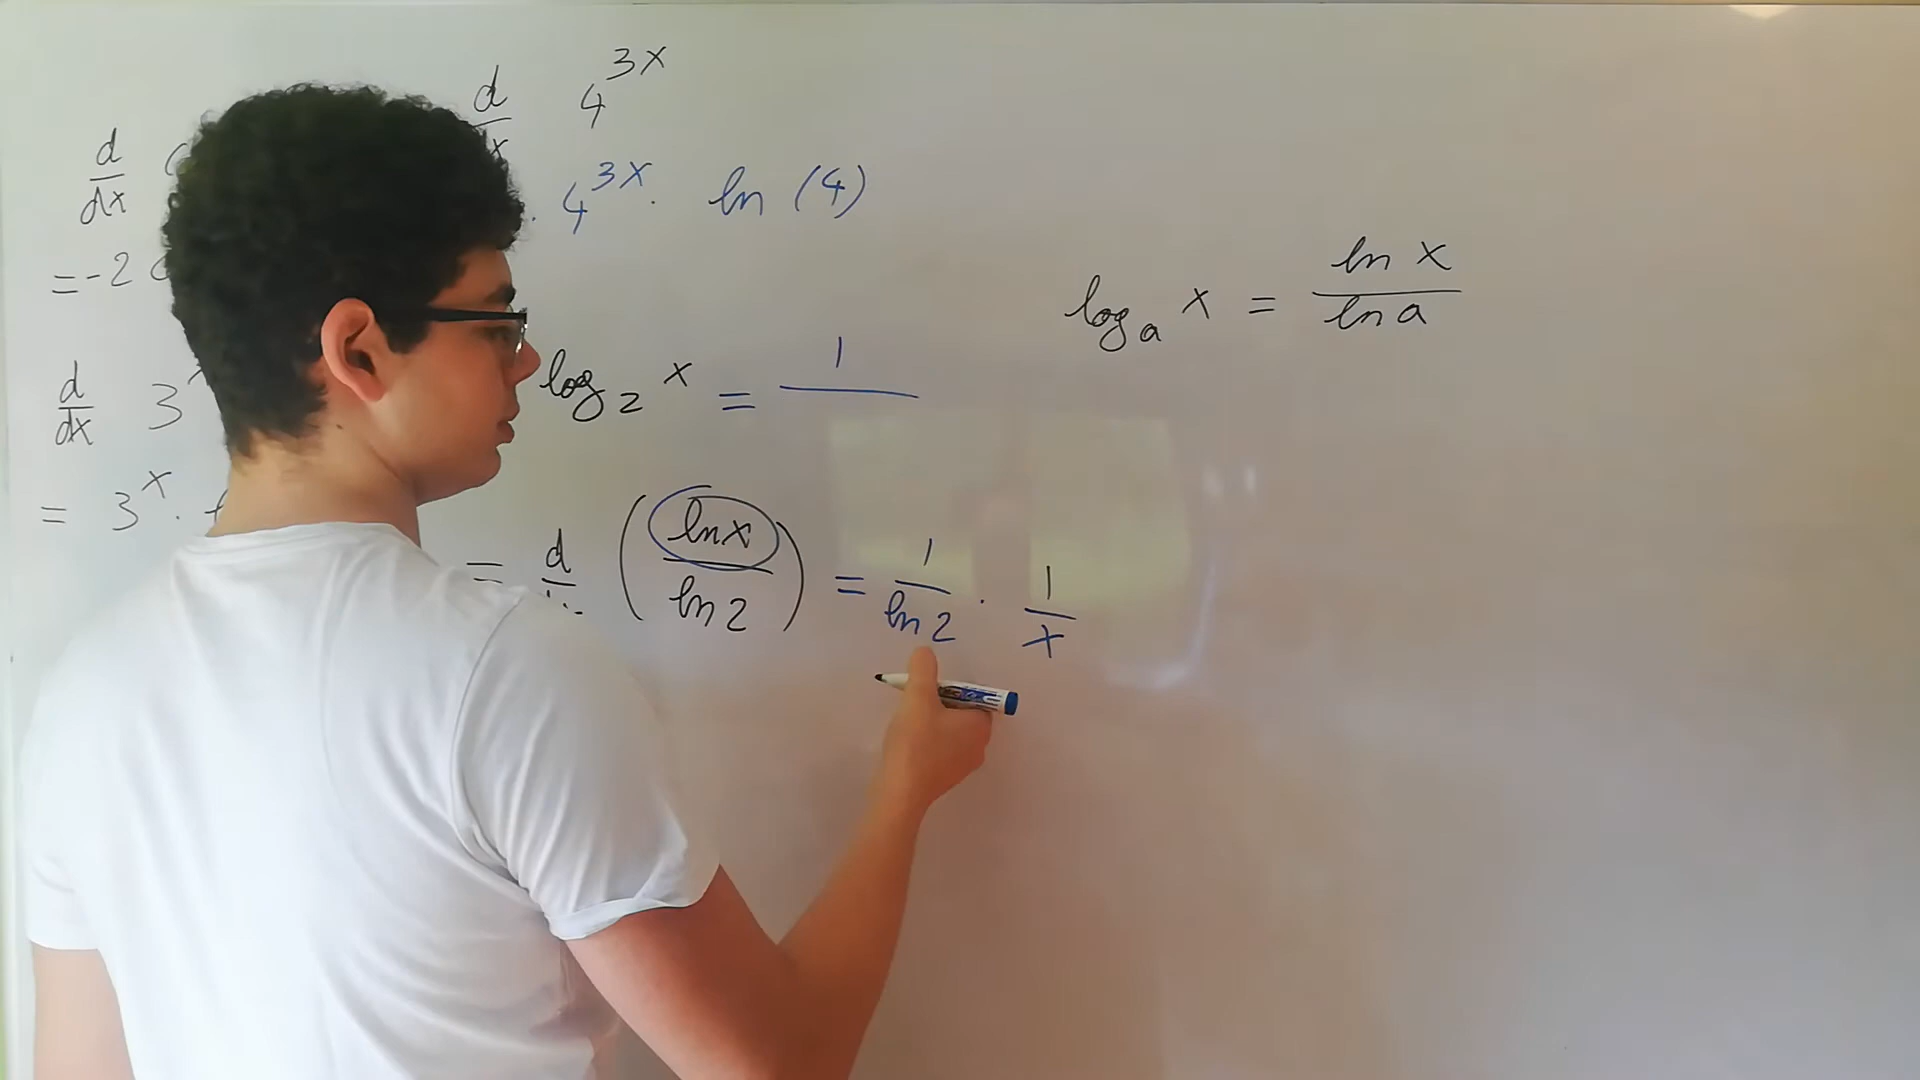 d/dx 4^3x
d/dx
. 4^3x . ln (4)
= -2
log_a x = ln x / ln a
d/dx 3^x
log_2 x = 1/
= 3^x .
= d/ ( ln x / ln 2 ) = 1/ln 2 . 1/x